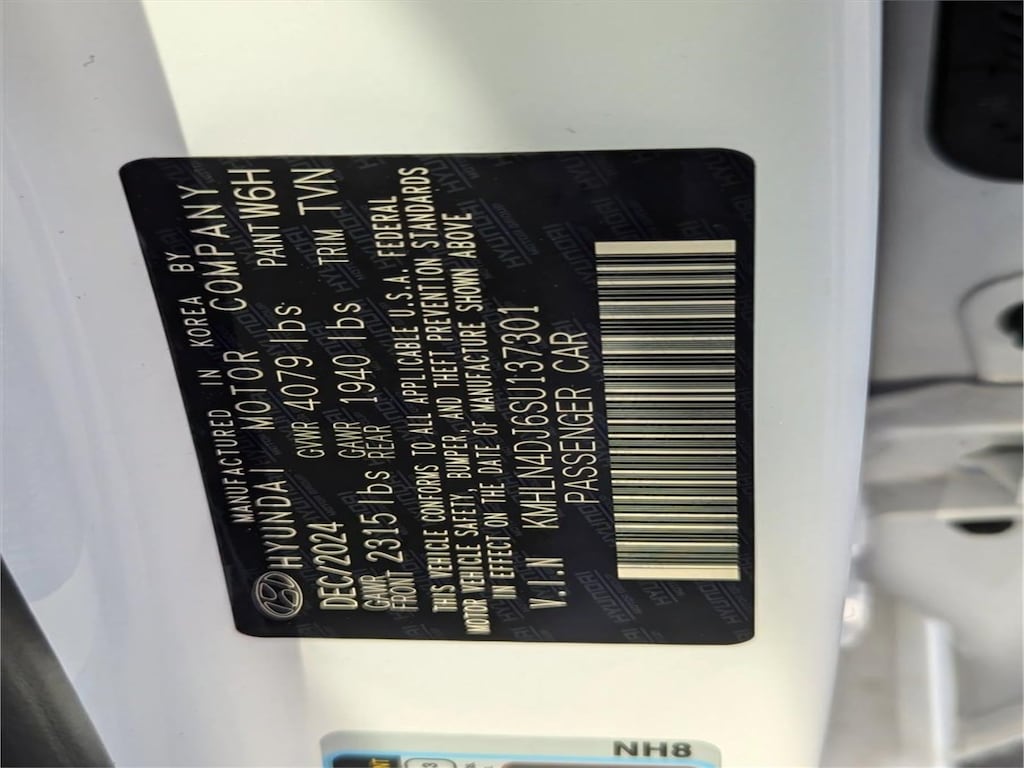 MANUFACTURED IN KOREA BY
HYUNDAI MOTOR COMPANY
DEC/2024 GVWR 4079 lbs PAINT W6H
GAWR FRONT 2315 lbs GAWR REAR 1940 lbs TRIM TVN
THIS VEHICLE CONFORMS TO ALL APPLICABLE U.S.A. FEDERAL
MOTOR VEHICLE SAFETY, BUMPER AND THEFT PREVENTION STANDARDS
IN EFFECT ON THE DATE OF MANUFACTURE SHOWN ABOVE
V.I.N KMHLN4DJ6SU137301
PASSENGER CAR
NH8